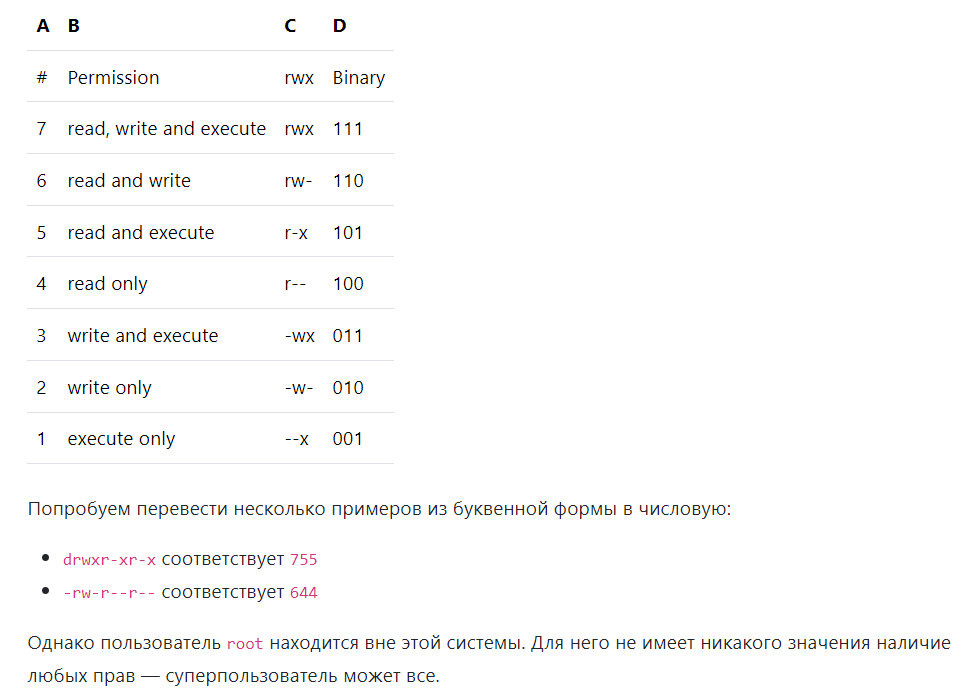 A B C D
# Permission rwx Binary
7 read, write and execute rwx 111
6 read and write rw- 110
5 read and execute r-x 101
4 read only r-- 100
3 write and execute -wx 011
2 write only -w- 010
1 execute only --x 001
Попробуем перевести несколько примеров из буквенной формы в числовую:
• drwxr-xr-x соответствует 755
• -rw-r--r-- соответствует 644
Однако пользователь root находится вне этой системы. Для него не имеет никакого значения наличие
любых прав — суперпользователь может все.